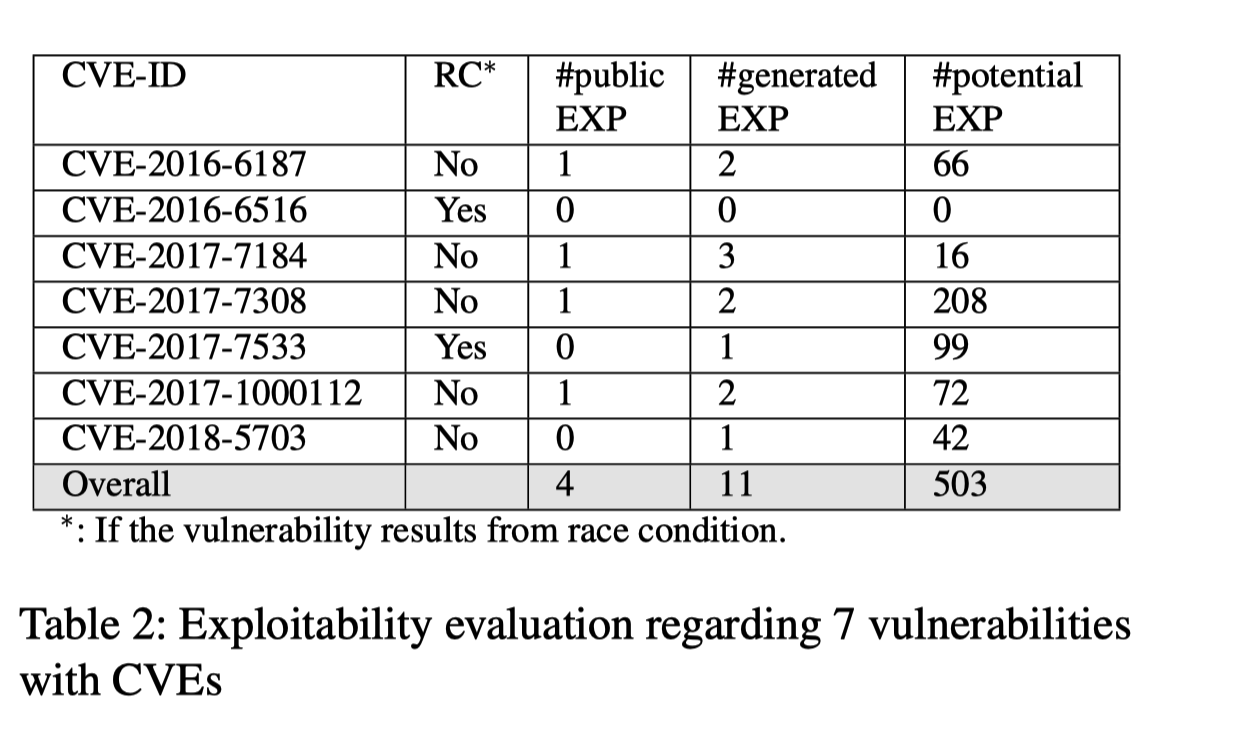 CVE-ID RC* #public EXP #generated EXP #potential EXP
CVE-2016-6187 No 1 2 66
CVE-2016-6516 Yes 0 0 0
CVE-2017-7184 No 1 3 16
CVE-2017-7308 No 1 2 208
CVE-2017-7533 Yes 0 1 99
CVE-2017-1000112 No 1 2 72
CVE-2018-5703 No 0 1 42
Overall 4 11 503
*: If the vulnerability results from race condition.
Table 2: Exploitability evaluation regarding 7 vulnerabilities
with CVEs